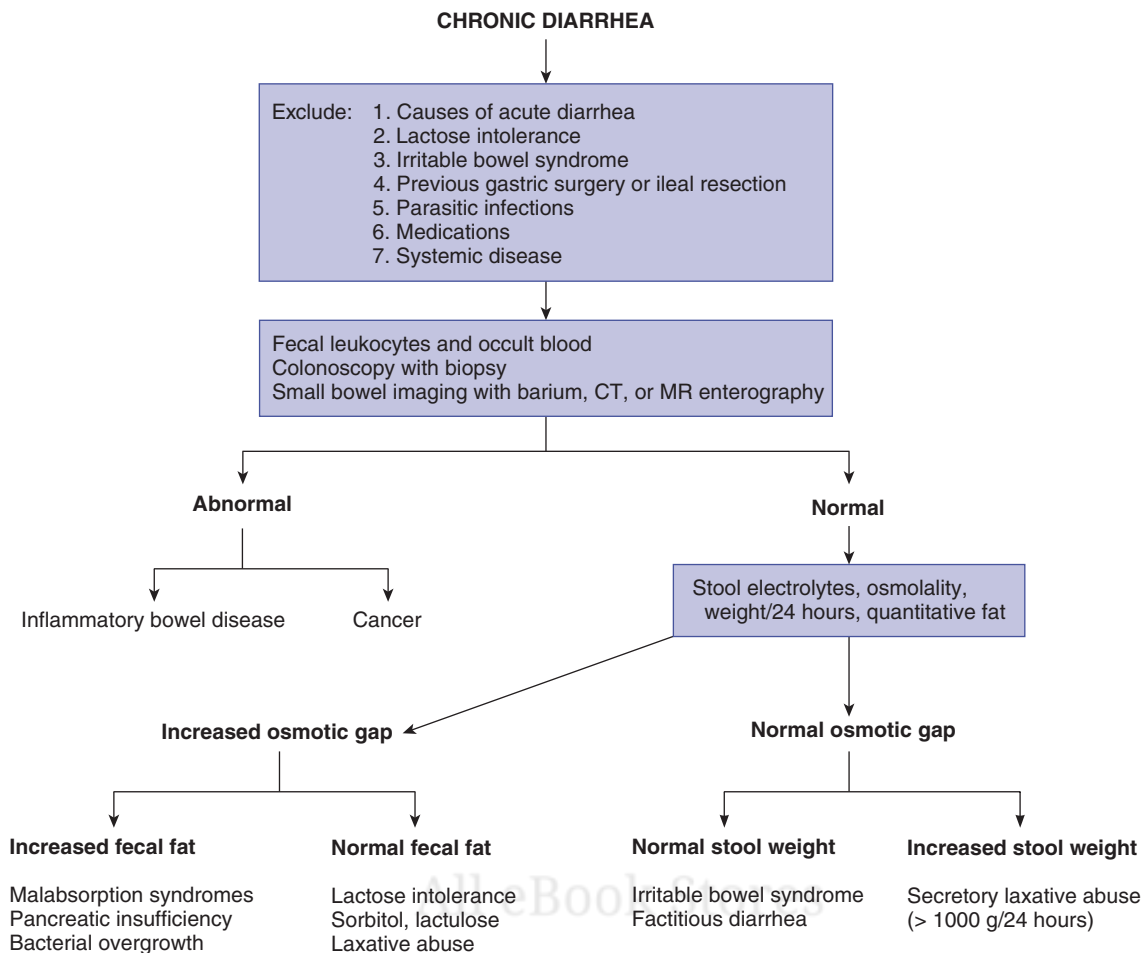 CHRONIC DIARRHEA
Exclude: 1. Causes of acute diarrhea
2. Lactose intolerance
3. Irritable bowel syndrome
4. Previous gastric surgery or ileal resection
5. Parasitic infections
6. Medications
7. Systemic disease
Fecal leukocytes and occult blood
Colonoscopy with biopsy
Small bowel imaging with barium, CT, or MR enterography
Abnormal
Normal
Inflammatory bowel disease
Cancer
Stool electrolytes, osmolality,
weight/24 hours, quantitative fat
Increased osmotic gap
Normal osmotic gap
Increased fecal fat
Malabsorption syndromes
Pancreatic insufficiency
Bacterial overgrowth
Normal fecal fat
Lactose intolerance
Sorbitol, lactulose
Laxative abuse
Normal stool weight
Irritable bowel syndrome
Factitious diarrhea
Increased stool weight
Secretory laxative abuse
(> 1000 g/24 hours)
All eBook Stores